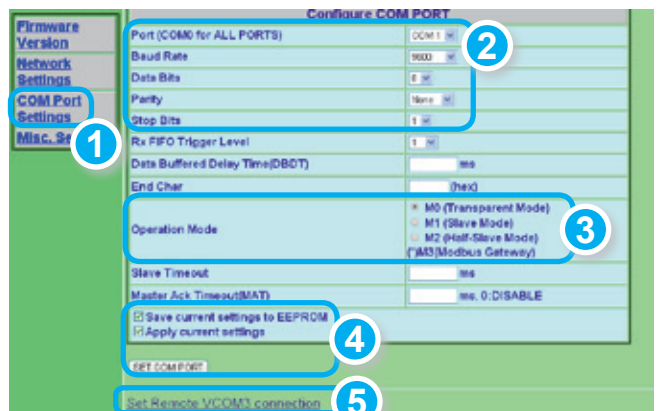 Configure COM PORT
Firmware
Version
Network
Settings
COM Port
Settings
Misc. Se
1
Port (COM0 for ALL PORTS)
COM 1
2
Baud Rate
9600
Data Bits
8
Parity
None
Stop Bits
1
Rx FIFO Trigger Level
1
Data Buffered Delay Time(DBDT)
ms
End Char
(hex)
Operation Mode
M0 (Transparent Mode)
M1 (Slave Mode)
M2 (Half-Slave Mode)
(*)M3[Modbus Gateway)
3
Slave Timeout
ms
Master Ack Timeout(MAT)
ms. 0:DISABLE
Save current settings to EEPROM
Apply current settings
4
SET COM PORT
Set Remote VCOM3 connection
5